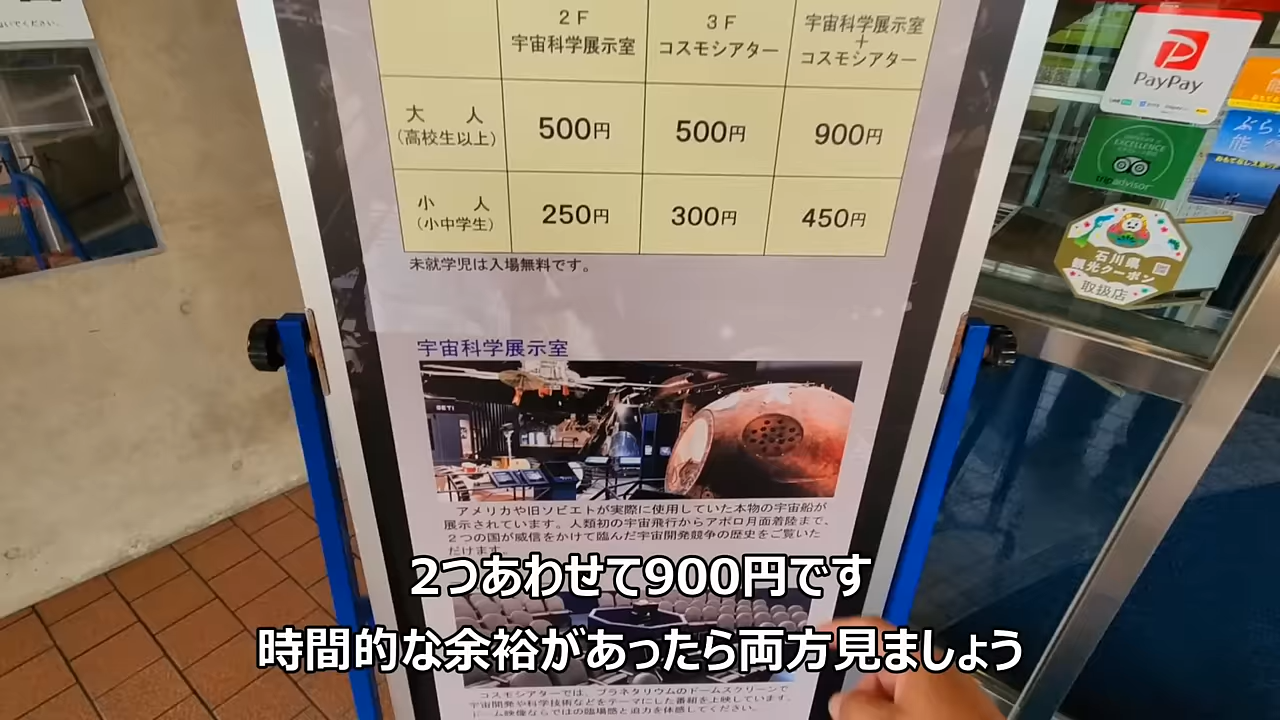 2F
宇宙科学展示室
3F
コスモシアター
宇宙科学展示室
+
コスモシアター
大 人
(高校生以上)
500円
500円
900円
小 人
(小中学生)
250円
300円
450円
未就学児は入場無料です。
宇宙科学展示室
SETI
アメリカや旧ソビエトが実際に使用していた本物の宇宙船が
展示されています。人類初の宇宙飛行からアポロ月面着陸まで、
2つの国が威信をかけて臨んだ宇宙開発競争の歴史をご覧いた
だけます。
2つあわせて900円です
時間的な余裕があったら両方見ましょう
コスモシアターでは、プラネタリウムのドームスクリーンで
宇宙開発や科学技術などをテーマにした番組を上映しています。
ドーム映像ならではの臨場感と迫力を体感してください。
PayPay
EXCELLENCE
tripadvisor
石川県
観光クーポン
取扱店